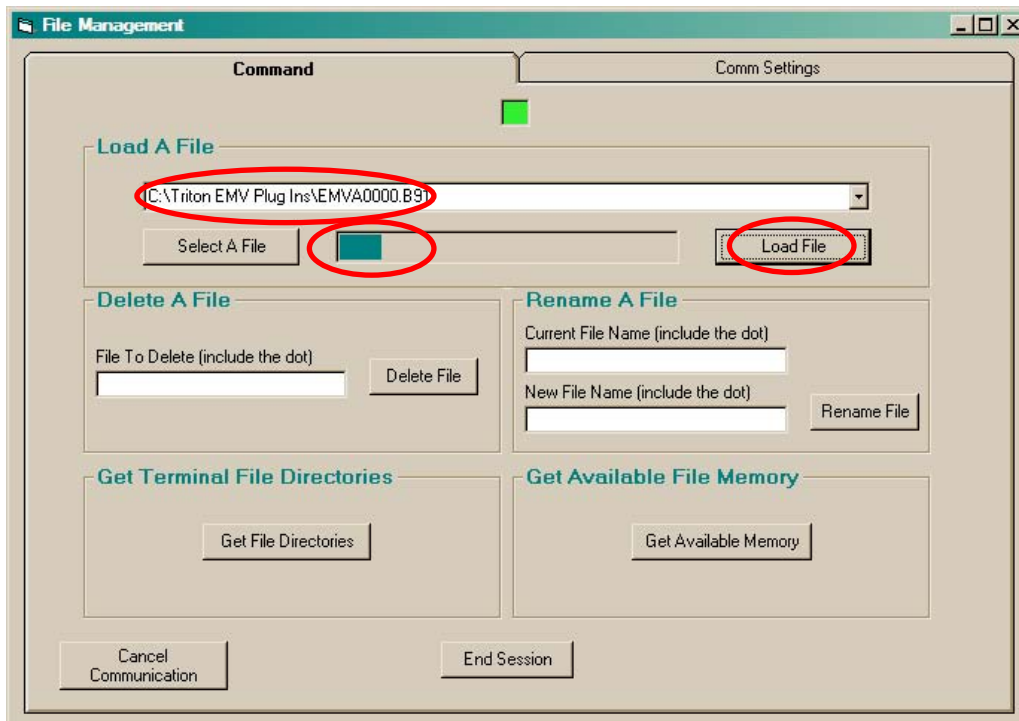 File Management
Command
Comm Settings
Load A File
C:\Triton EMV Plug Ins\EMVA0000.B91
Select A File
Load File
Delete A File
File To Delete (include the dot)
Delete File
Rename A File
Current File Name (include the dot)
New File Name (include the dot)
Rename File
Get Terminal File Directories
Get File Directories
Get Available File Memory
Get Available Memory
Cancel
Communication
End Session